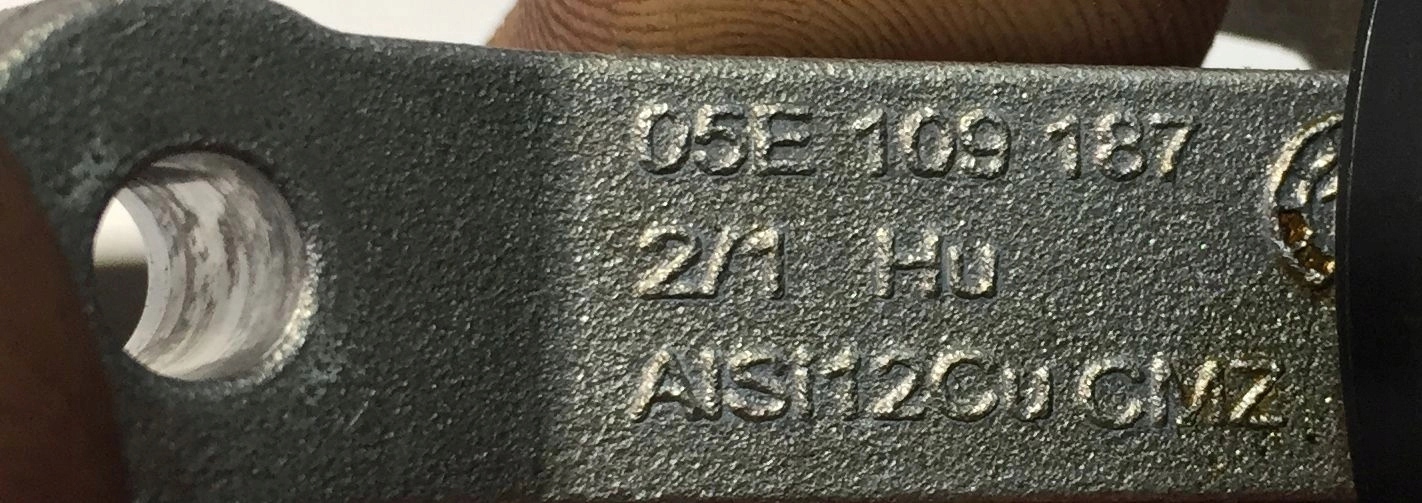 05E 109 187
2/1 Hu
AlSi12Cu CMZ